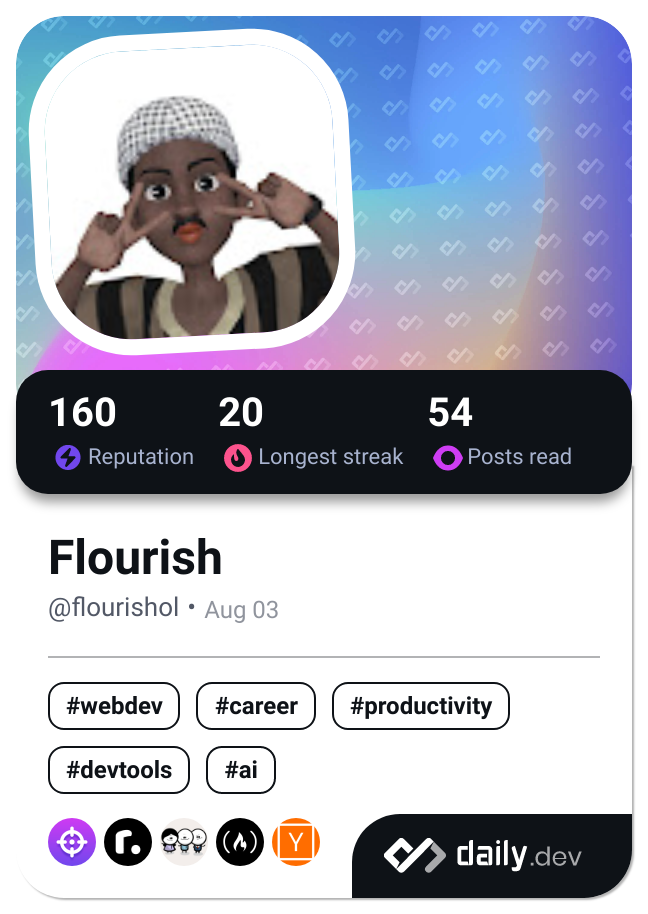 160 20 54
Reputation Longest streak Posts read
Flourish
@flourishol • Aug 03
#webdev #career #productivity
#devtools #ai
r. Y
daily.dev